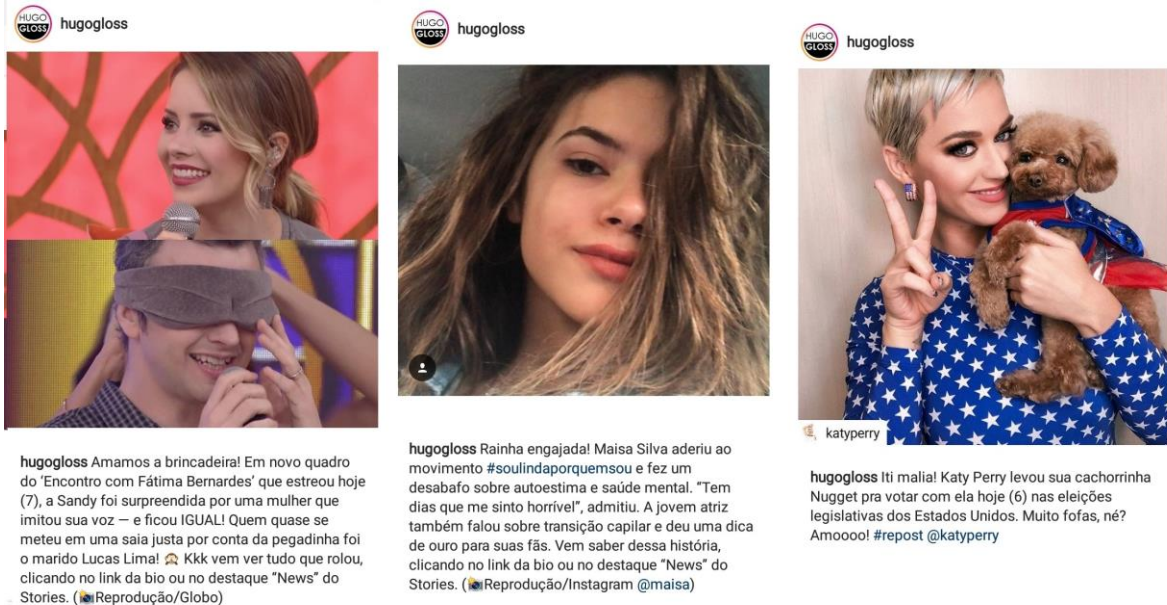 HUGO
GLOSS
hugogloss
hugogloss Amamos a brincadeira! Em novo quadro
do ‘Encontro com Fátima Bernardes’ que estreou hoje
(7), a Sandy foi surpreendida por uma mulher que
imitou sua voz — e ficou IGUAL! Quem quase se
meteu em uma saia justa por conta da pegadinha foi
o marido Lucas Lima! 🙊 Kkk vem ver tudo que rolou,
clicando no link da bio ou no destaque “News” do
Stories. (📸Reprodução/Globo)
HUGO
GLOSS
hugogloss
hugogloss Rainha engajada! Maisa Silva aderiu ao
movimento #soulindaporquemsou e fez um
desabafo sobre autoestima e saúde mental. “Tem
dias que me sinto horrível”, admitiu. A jovem atriz
também falou sobre transição capilar e deu uma dica
de ouro para suas fãs. Vem saber dessa história,
clicando no link da bio ou no destaque “News” do
Stories. (📸Reprodução/Instagram @maisa)
HUGO
GLOSS
hugogloss
katyperry
hugogloss Iti malia! Katy Perry levou sua cachorrinha
Nugget pra votar com ela hoje (6) nas eleições
legislativas dos Estados Unidos. Muito fofas, né?
Amoooo! #repost @katyperry